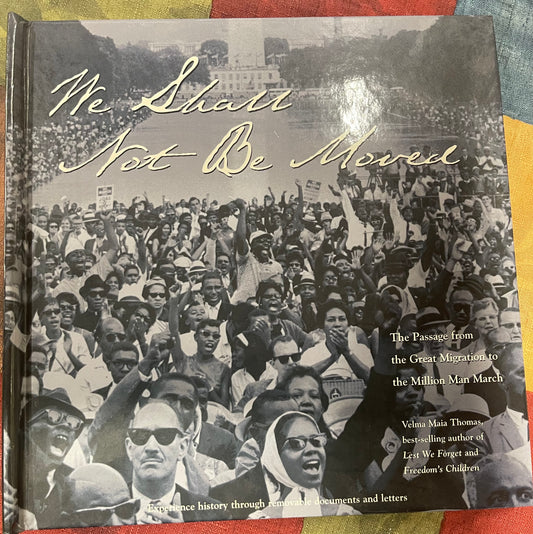 We Shall
Not Be Moved
The Passage from
the Great Migration to
the Million Man March
Velma Maia Thomas,
best-selling author of
Lest We Forget and
Freedom's Children
Experience history through removable documents and letters